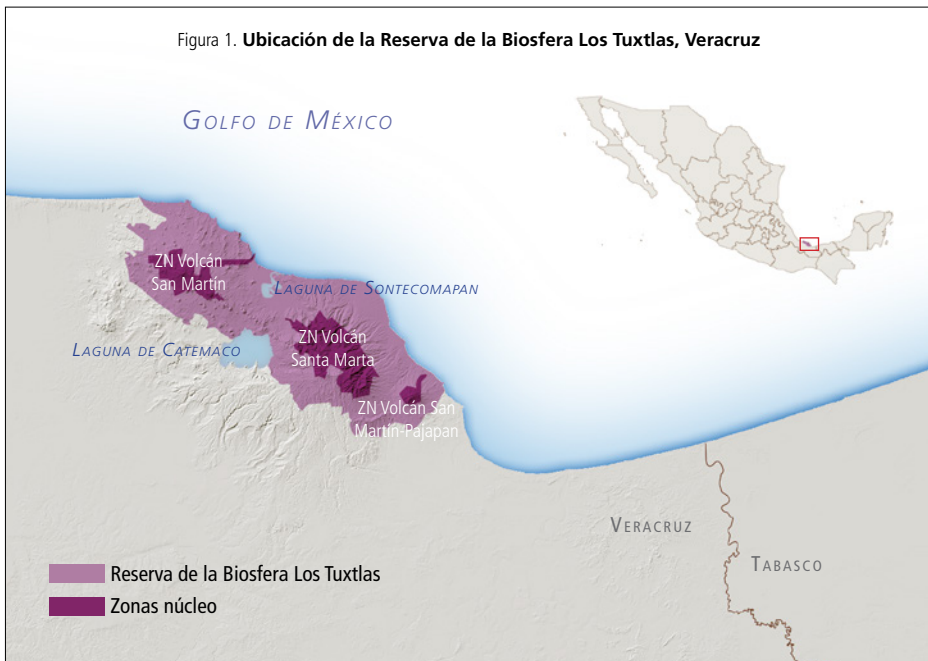 Figura 1. Ubicación de la Reserva de la Biosfera Los Tuxtlas, Veracruz
GOLFO DE MÉXICO
ZN Volcán
San Martín
LAGUNA DE SONTECOMAPAN
ZN Volcán
Santa Marta
LAGUNA DE CATEMACO
ZN Volcán San
Martín-Pajapan
VERACRUZ
TABASCO
Reserva de la Biosfera Los Tuxtlas
Zonas núcleo